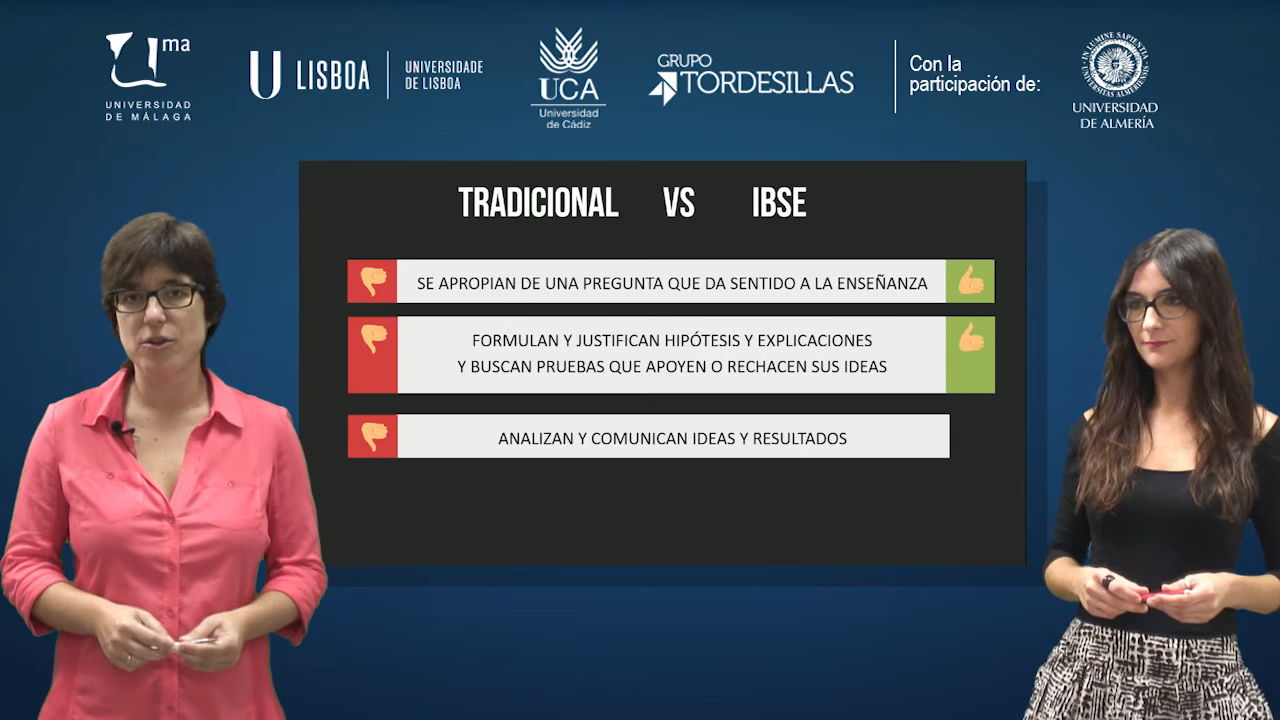 uma
UNIVERSIDAD
DE MÁLAGA
U LISBOA
UNIVERSIDADE
DE LISBOA
UCA
Universidad
de Cádiz
GRUPO
TORDESILLAS
Con la
participación de:
UNIVERSIDAD
DE ALMERÍA
TRADICIONAL VS IBSE
SE APROPIAN DE UNA PREGUNTA QUE DA SENTIDO A LA ENSEÑANZA
FORMULAN Y JUSTIFICAN HIPÓTESIS Y EXPLICACIONES
Y BUSCAN PRUEBAS QUE APOYEN O RECHACEN SUS IDEAS
ANALIZAN Y COMUNICAN IDEAS Y RESULTADOS